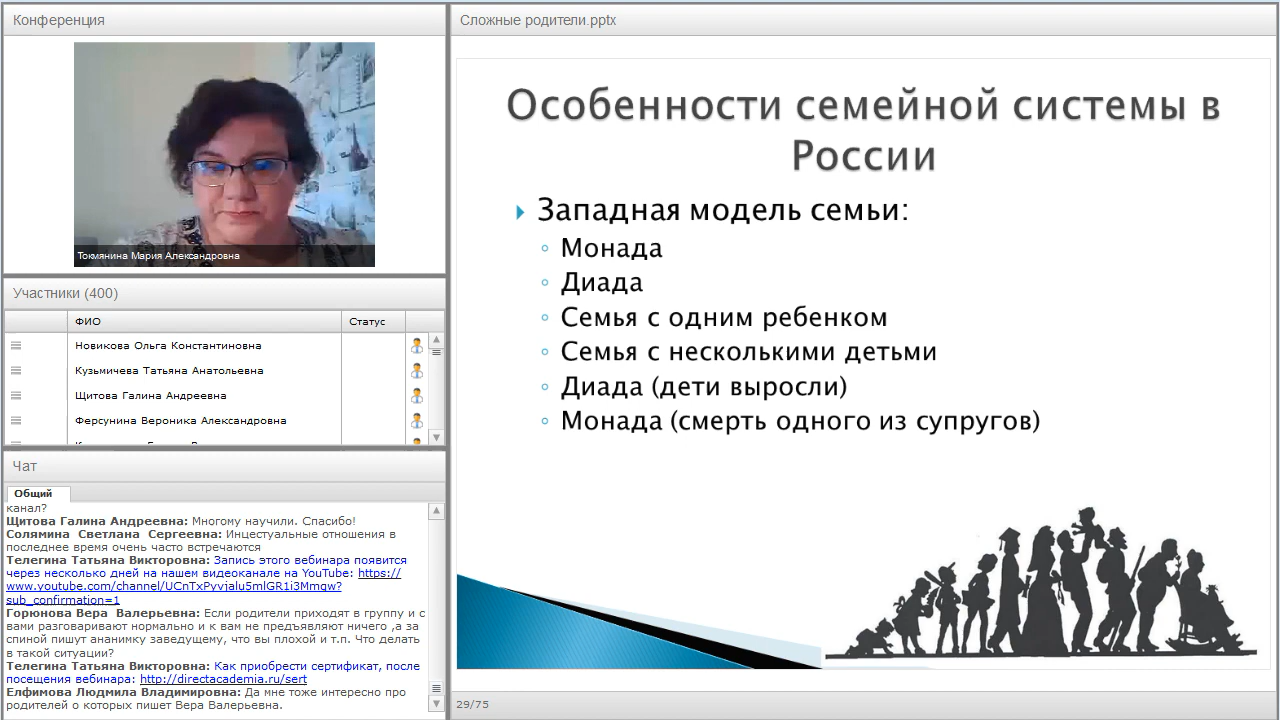 Конференция
Токмянина Мария Александровна
Участники (400)
ФИО
Статус
Новикова Ольга Константиновна
Кузьмичева Татьяна Анатольевна
Щитова Галина Андреевна
Ферсунина Вероника Александровна
Чат
Общий
канал?
Щитова Галина Андреевна: Многому научили. Спасибо!
Солямина Светлана Сергеевна: Инцестуальные отношения в
последнее время очень часто встречаются
Телегина Татьяна Викторовна: Запись этого вебинара появится
через несколько дней на нашем видеоканале на YouTube: https://
www.youtube.com/channel/UCnTxPyvjalu5mlGR1i3Mmqw?
sub_confirmation=1
Горюнова Вера Валерьевна: Если родители приходят в группу и с
вами разговаривают нормально и к вам не предъявляют ничего ,а за
спиной пишут ананимку заведущему, что вы плохой и т.п. Что делать
в такой ситуации?
Телегина Татьяна Викторовна: Как приобрести сертификат, после
посещения вебинара: http://directacademia.ru/sert
Елфимова Людмила Владимировна: Да мне тоже интересно про
родителей о которых пишет Вера Валерьевна.
Сложные родители.pptx
Особенности семейной системы в
России
Западная модель семьи:
Монада
Диада
Семья с одним ребенком
Семья с несколькими детьми
Диада (дети выросли)
Монада (смерть одного из супругов)
29/75